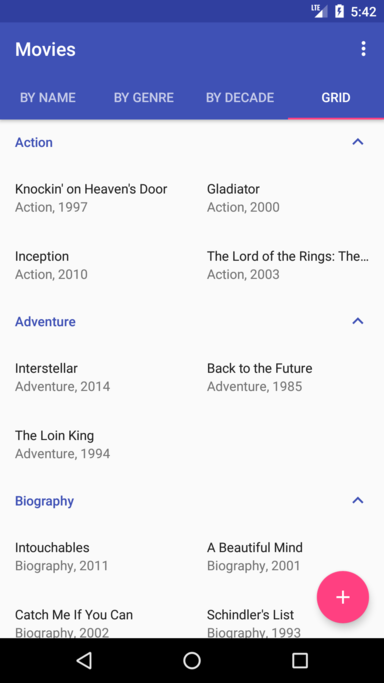 LTE 5:42
Movies
BY NAME BY GENRE BY DECADE GRID
Action
Knockin' on Heaven's Door Gladiator
Action, 1997 Action, 2000
Inception The Lord of the Rings: The...
Action, 2010 Action, 2003
Adventure
Interstellar Back to the Future
Adventure, 2014 Adventure, 1985
The Loin King
Adventure, 1994
Biography
Intouchables A Beautiful Mind
Biography, 2011 Biography, 2001
Catch Me If You Can Schindler's List
Biography, 2002 Biography, 1993